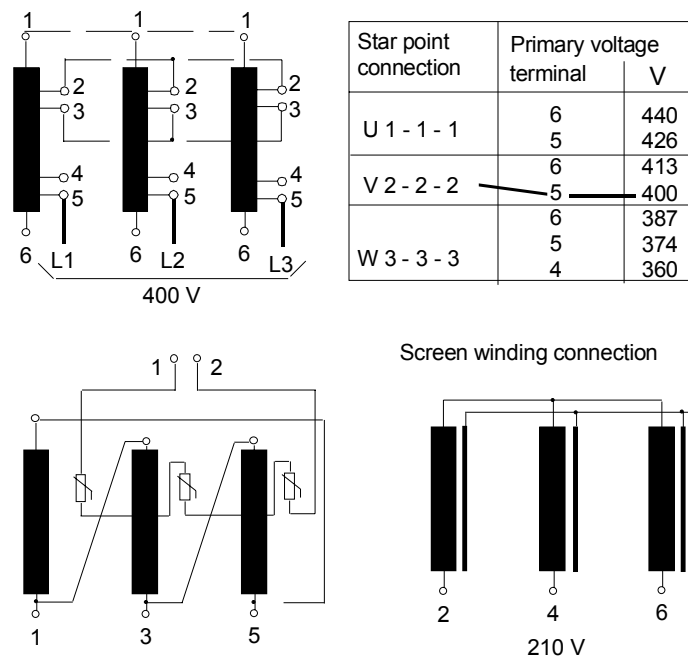 1 1 1
2 2 2
3 3 3
4 4 4
5 5 5
6 L1 6 L2 6 L3
400 V
Star point connection
Primary voltage
terminal V
U 1 - 1 - 1
6 440
5 426
V 2 - 2 - 2
6 413
5 400
W 3 - 3 - 3
6 387
5 374
4 360
1 2
1 3 5
Screen winding connection
2 4 6
210 V